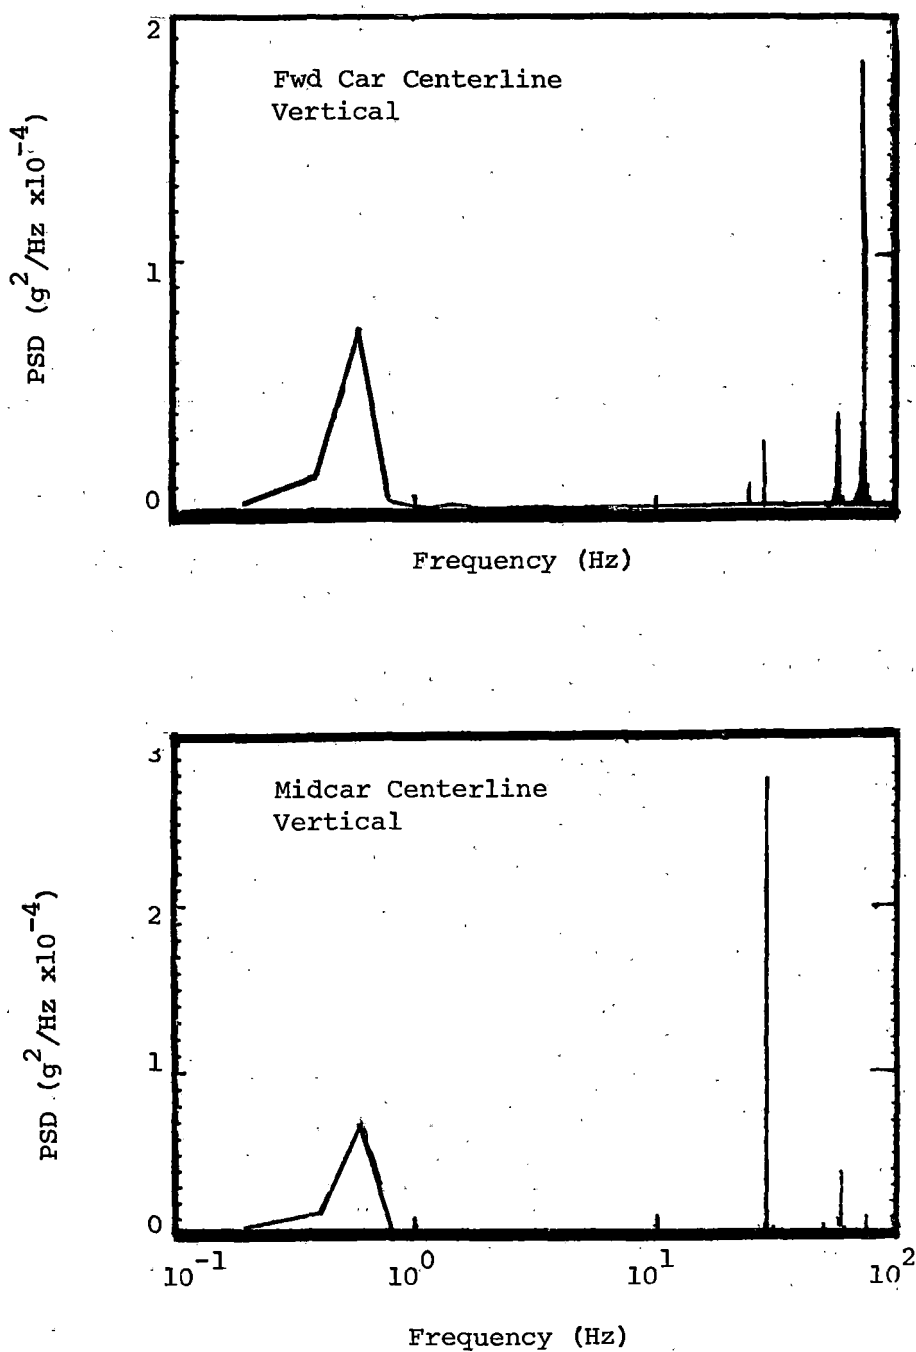 2
Fwd Car Centerline
Vertical
PSD (g²/Hz x10⁻⁴)
1
0
Frequency (Hz)
3
Midcar Centerline
Vertical
2
PSD (g²/Hz x10⁻⁴)
1
0
10⁻¹ 10⁰ 10¹ 10²
Frequency (Hz)